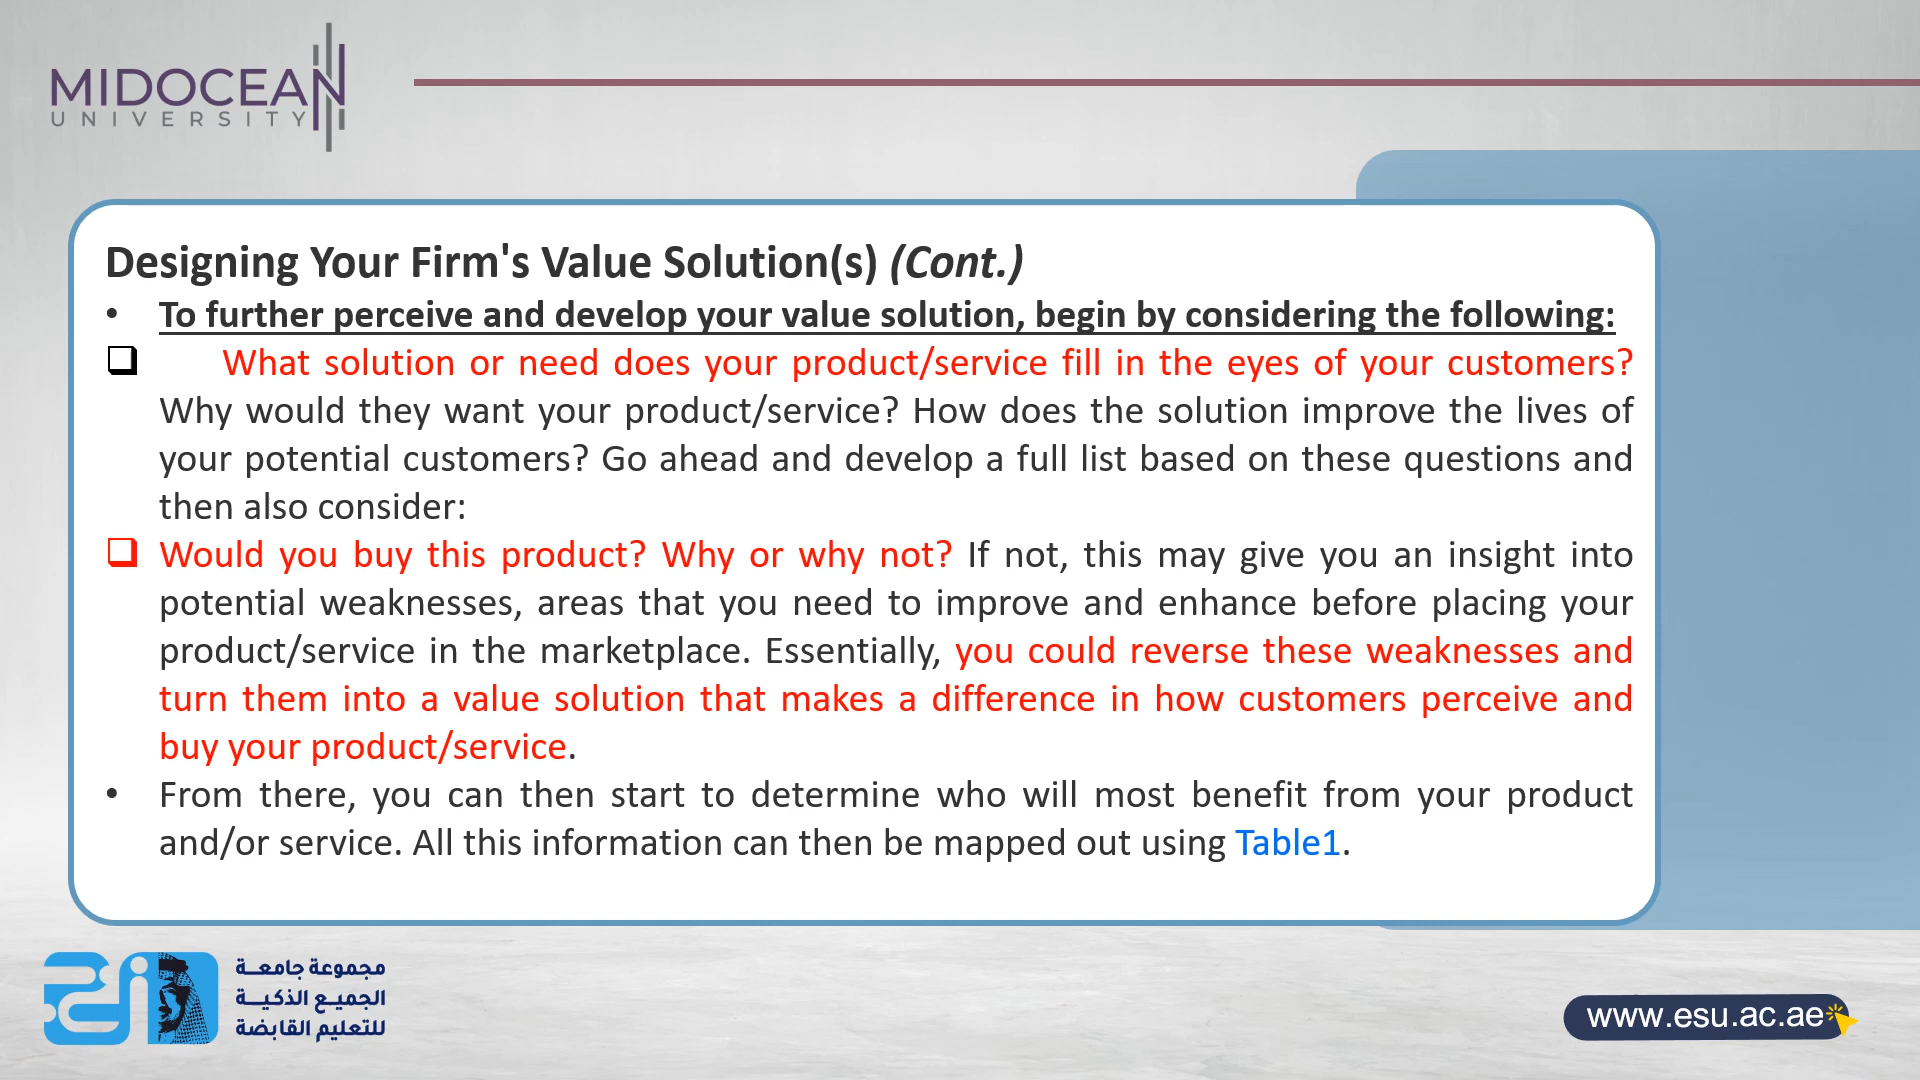 MIDOCEAN
UNIVERSITY
Designing Your Firm's Value Solution(s) (Cont.)
• To further perceive and develop your value solution, begin by considering the following:
❑ What solution or need does your product/service fill in the eyes of your customers?
Why would they want your product/service? How does the solution improve the lives of
your potential customers? Go ahead and develop a full list based on these questions and
then also consider:
❑ Would you buy this product? Why or why not? If not, this may give you an insight into
potential weaknesses, areas that you need to improve and enhance before placing your
product/service in the marketplace. Essentially, you could reverse these weaknesses and
turn them into a value solution that makes a difference in how customers perceive and
buy your product/service.
• From there, you can then start to determine who will most benefit from your product
and/or service. All this information can then be mapped out using Table1.
مجموعة جامعـــة
الجميـع الذكيـــة
للتعليم القابضة
www.esu.ac.ae